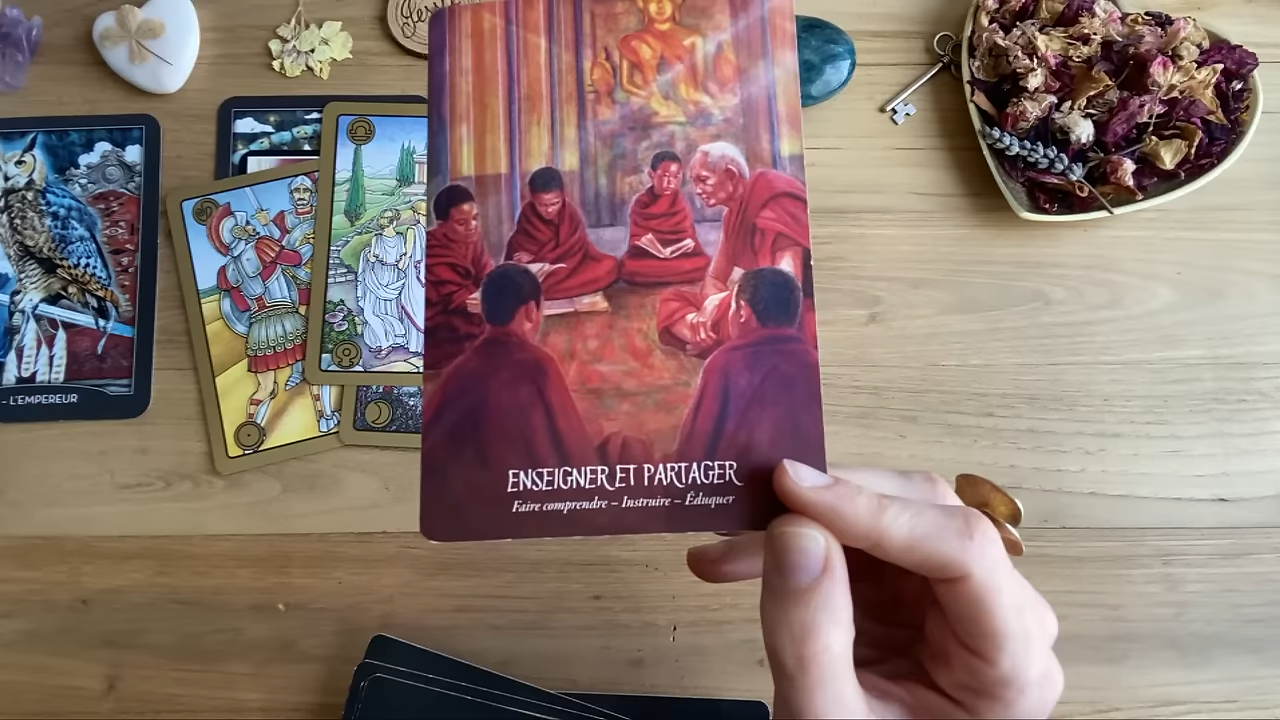 – L'EMPEREUR
ENSEIGNER ET PARTAGER
Faire comprendre – Instruire – Éduquer